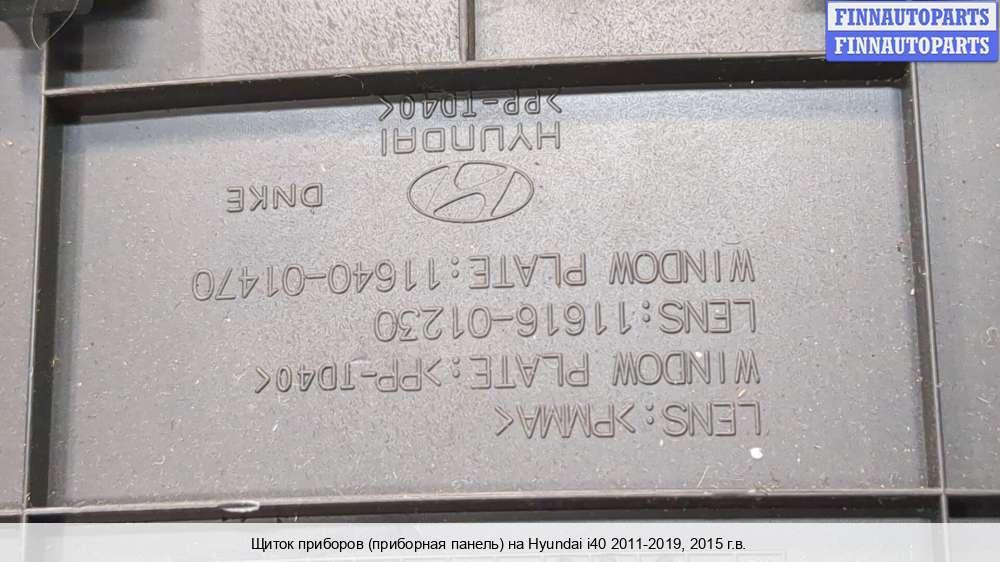 FINNAUTOPARTS
FINNAUTOPARTS
LENS:>PMMA<
WINDOW PLATE:>PP-TD40<
LENS:11616-01230
WINDOW PLATE:11640-01470
DNKE
HYUNDAI
>PP-TD40<
Щиток приборов (приборная панель) на Hyundai i40 2011-2019, 2015 г.в.